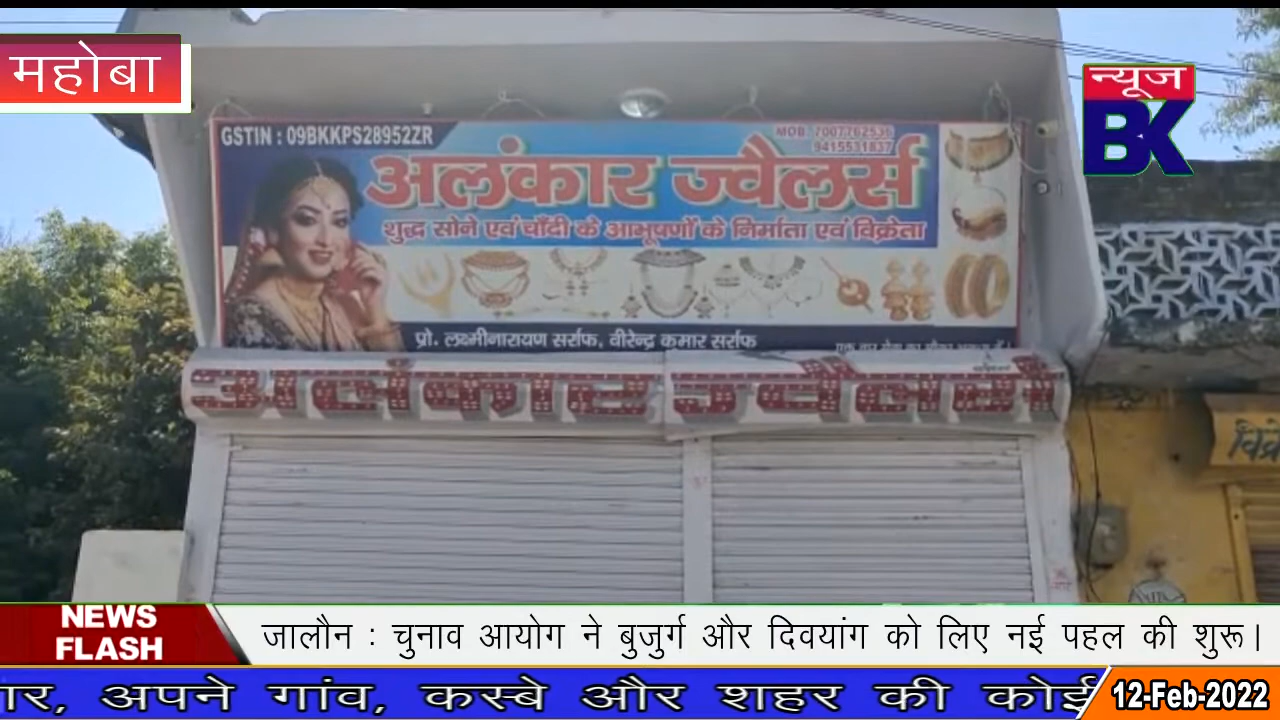 महोबा
न्यूज
BK
GSTIN : 09BKKPS28952ZR
MOB. 7007762536
9415531837
अलंकार ज्वैलर्स
शुद्ध सोने एवं चाँदी के आभूषणों के निर्माता एवं विक्रेता
प्रो. लक्ष्मीनारायण सर्राफ, वीरेन्द्र कुमार सर्राफ
अलंकार ज्वैलर्स
NEWS
FLASH
जालौन : चुनाव आयोग ने बुजुर्ग और दिवयांग को लिए नई पहल की शुरू।
र, अपने गांव, कस्बे और शहर की कोई
12-Feb-2022